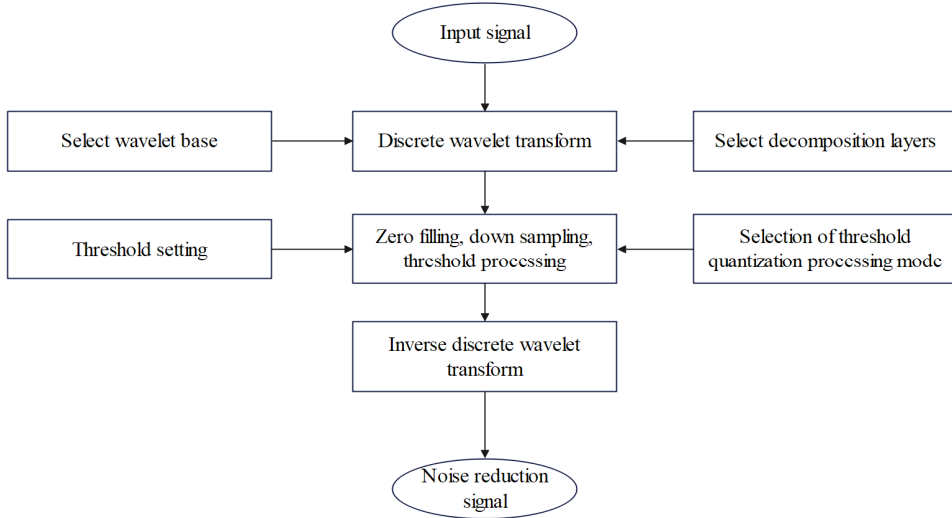 Input signal
Select wavelet base
Discrete wavelet transform
Select decomposition layers
Threshold setting
Zero filling, down sampling,
threshold processing
Selection of threshold
quantization processing mode
Inverse discrete wavelet
transform
Noise reduction
signal